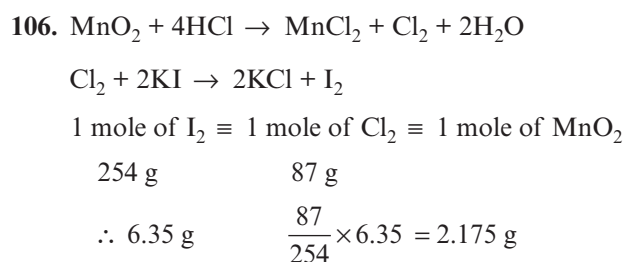 106. MnO₂ + 4HCl → MnCl₂ + Cl₂ + 2H₂O
Cl₂ + 2KI → 2KCl + I₂
1 mole of I₂ ≡ 1 mole of Cl₂ ≡ 1 mole of MnO₂
254 g 87 g
∴ 6.35 g 87/254 × 6.35 = 2.175 g